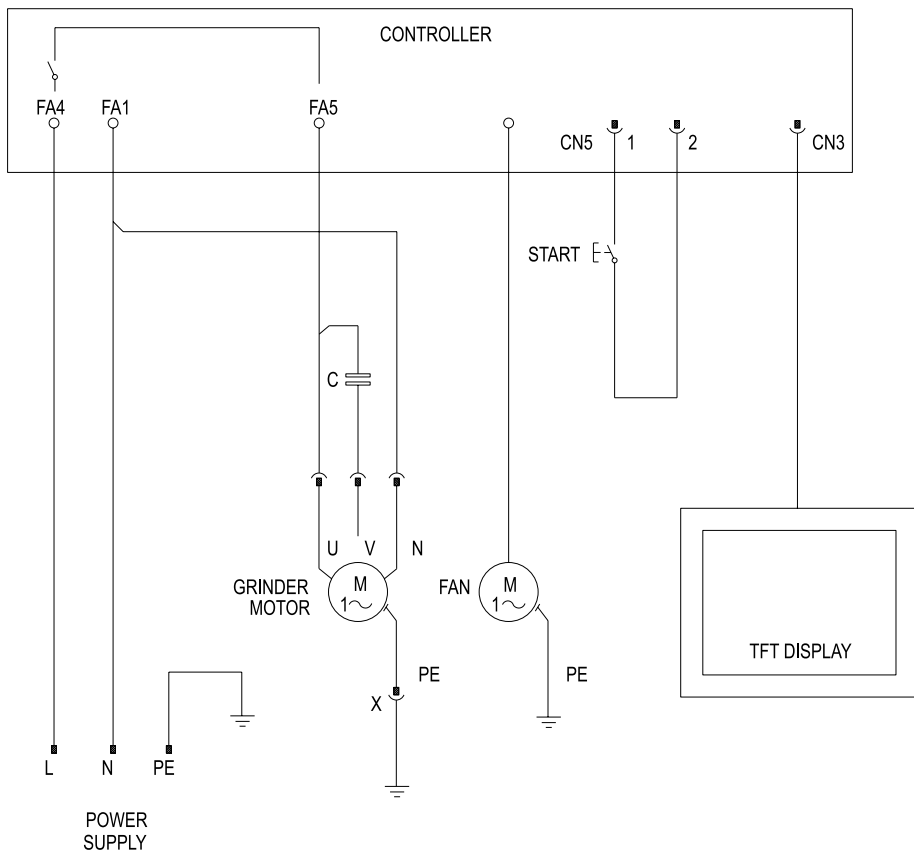 CONTROLLER
FA4 FA1 FA5
CN5 1 2 CN3
START
C
U V N
GRINDER
MOTOR
M
1
FAN
M
1
TFT DISPLAY
PE
PE
X
L N PE
POWER
SUPPLY